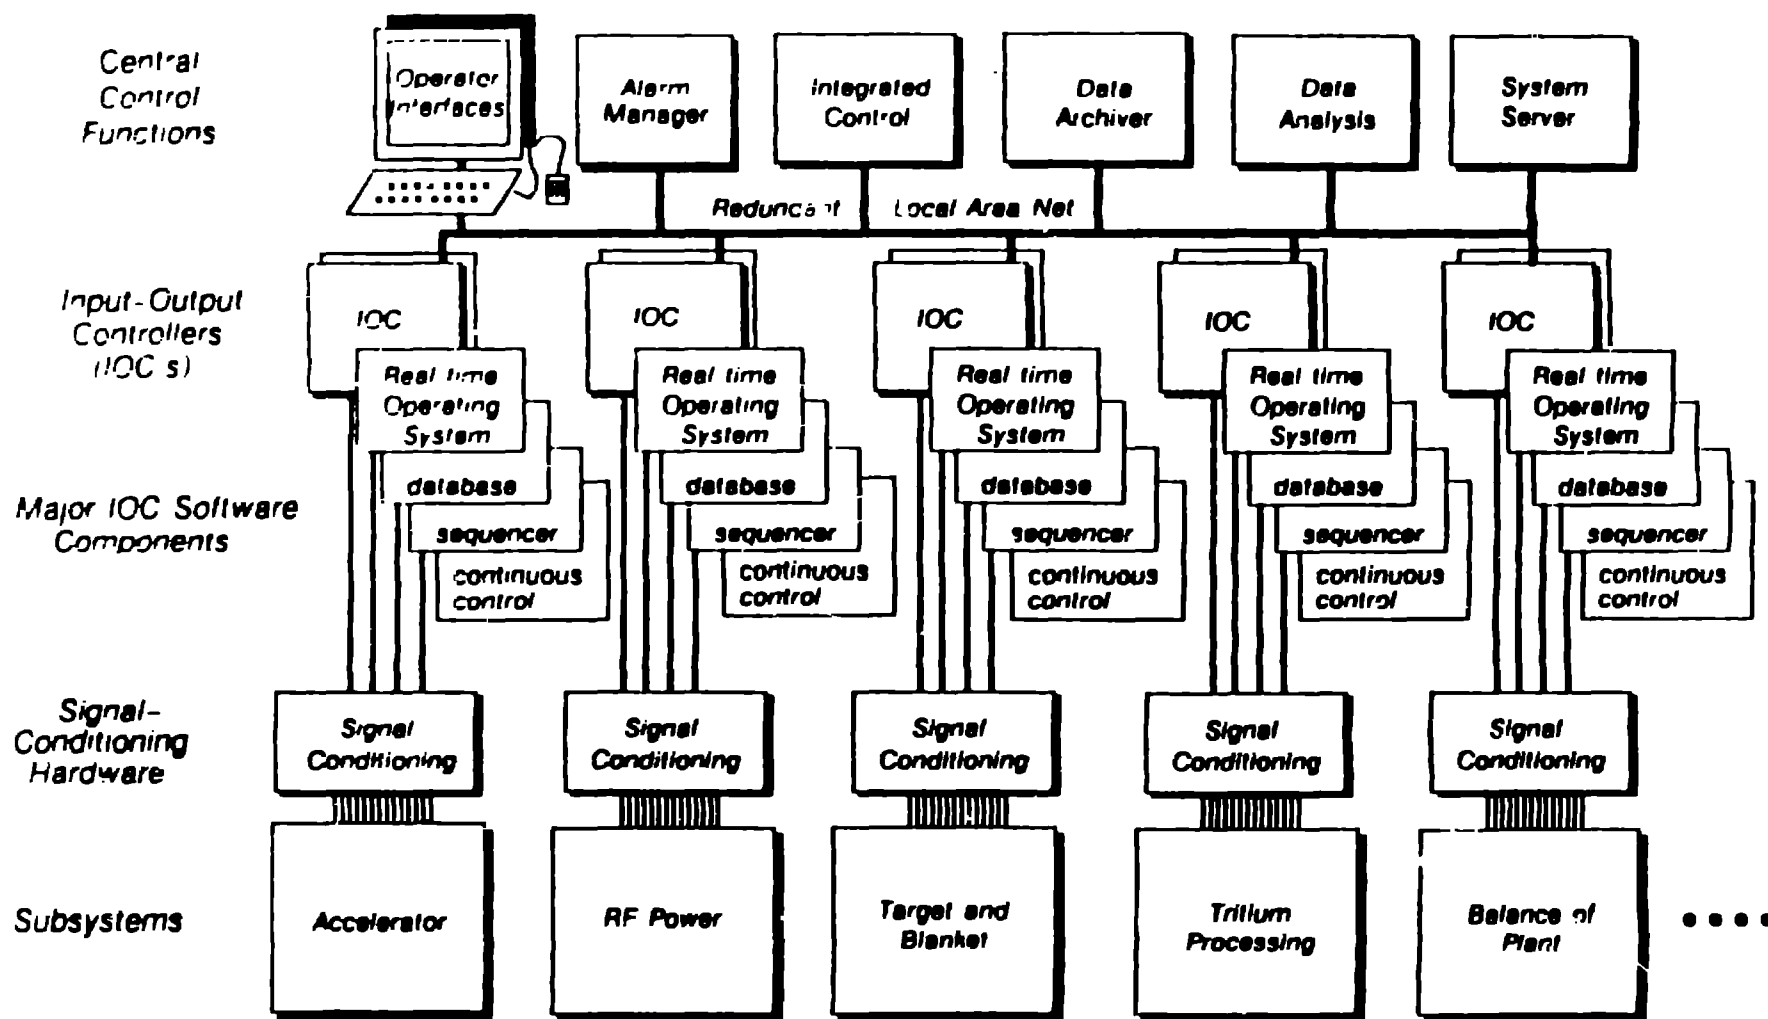 Central
Control
Functions
Operator
Interfaces
Alarm
Manager
Integrated
Control
Data
Archiver
Data
Analysis
System
Server
Redundant Local Area Net
Input-Output
Controllers
(IOC s)
IOC
IOC
IOC
IOC
IOC
Real time
Operating
System
Real time
Operating
System
Real time
Operating
System
Real time
Operating
System
Real time
Operating
System
Major IOC Software
Components
database
database
database
database
database
sequencer
sequencer
sequencer
sequencer
sequencer
continuous
control
continuous
control
continuous
control
continuous
control
continuous
control
Signal-
Conditioning
Hardware
Signal
Conditioning
Signal
Conditioning
Signal
Conditioning
Signal
Conditioning
Signal
Conditioning
Subsystems
Accelerator
RF Power
Target and
Blanket
Tritium
Processing
Balance of
Plant